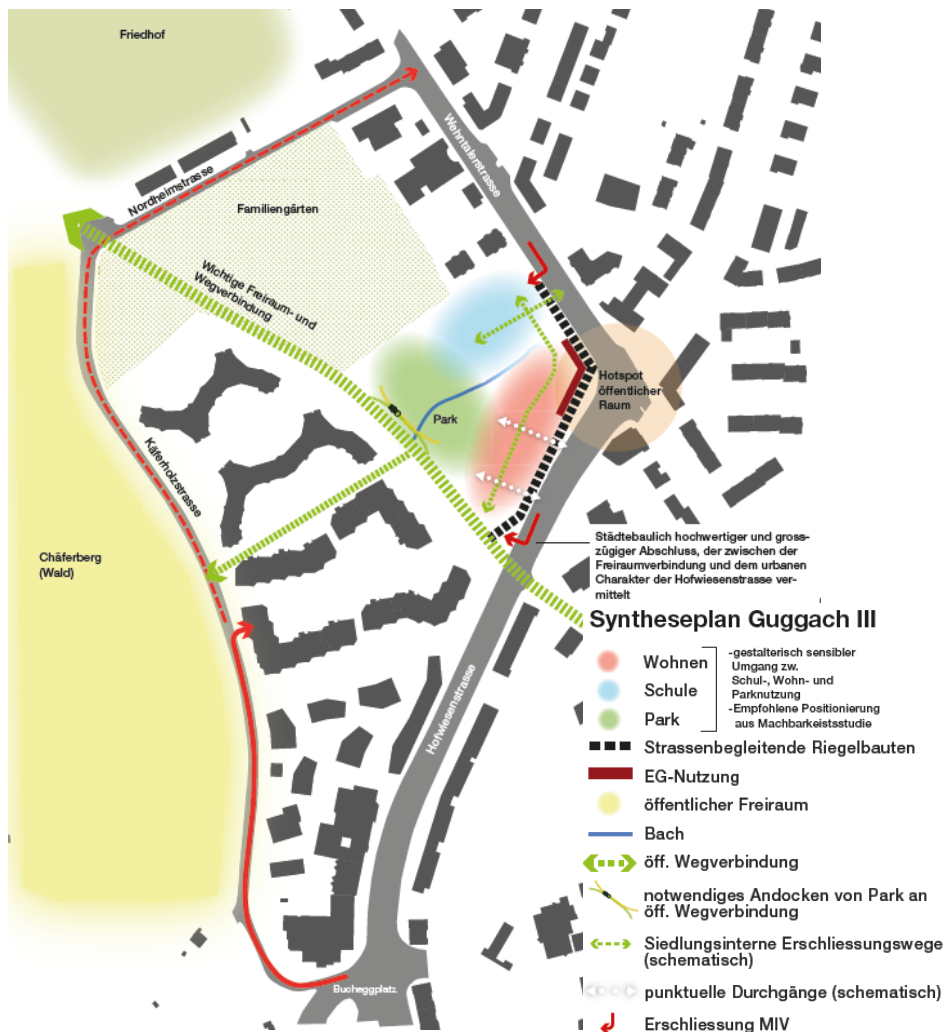 Friedhof
Wehntalerstrasse
Nordheimstrasse
Familiengärten
Wichtige Freiraum- und
Wegverbindung
Hotspot
öffentlicher
Raum
Park
Käferholzstrasse
Chäferberg
(Wald)
Städtebaulich hochwertiger und gross-
zügiger Abschluss, der zwischen der
Freiraumverbindung und dem urbanen
Charakter der Hofwiesenstrasse ver-
mittelt
Hofwiesenstrasse
Bucheggplatz
Syntheseplan Guggach III
Wohnen
Schule
Park
-gestalterisch sensibler
Umgang zw.
Schul-, Wohn- und
Parknutzung
-Empfohlene Positionierung
aus Machbarkeistsstudie
Strassenbegleitende Riegelbauten
EG-Nutzung
öffentlicher Freiraum
Bach
öff. Wegverbindung
notwendiges Andocken von Park an
öff. Wegverbindung
Siedlungsinterne Erschliessungswege
(schematisch)
punktuelle Durchgänge (schematisch)
Erschliessung MIV